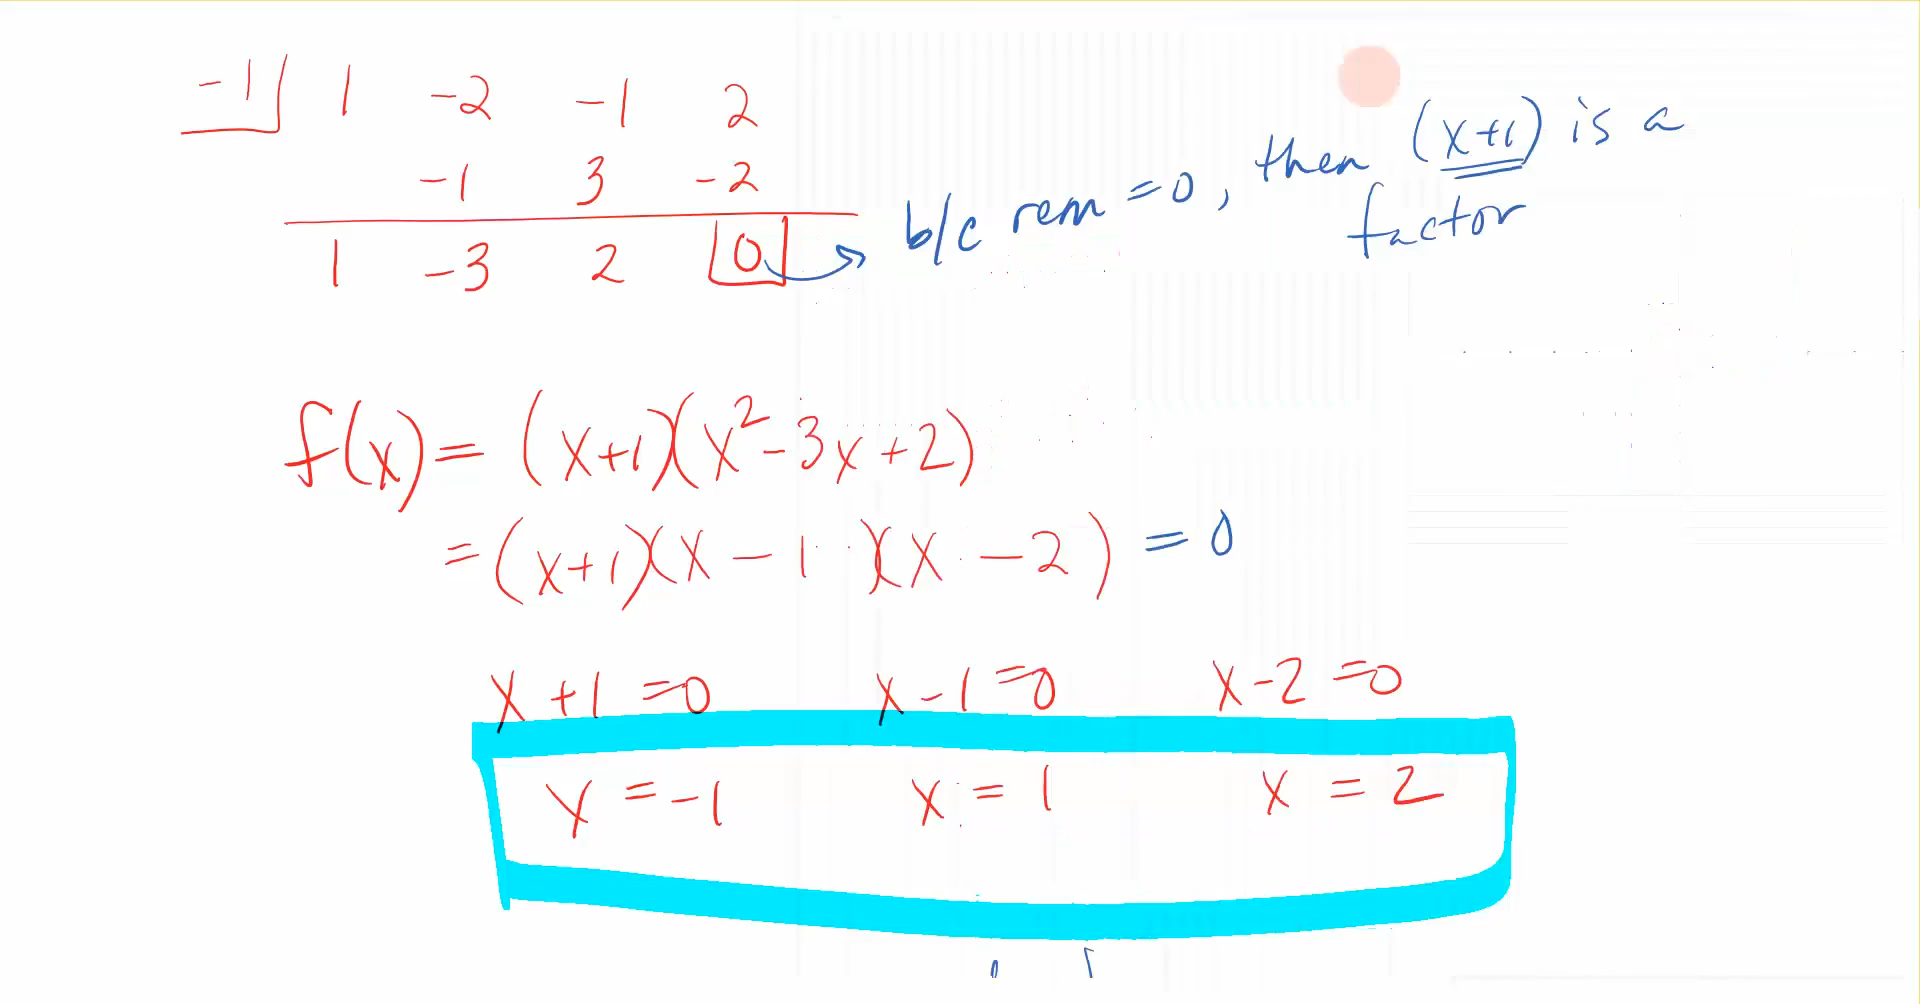 -1 1 -2 -1 2
-1 3 -2
1 -3 2 0
b/c rem = 0, then (x+1) is a
factor
f(x) = (x+1)(x²-3x+2)
= (x+1)(x - 1)(x - 2) = 0
x+1=0 x-1=0 x-2=0
x = -1 x = 1 x = 2